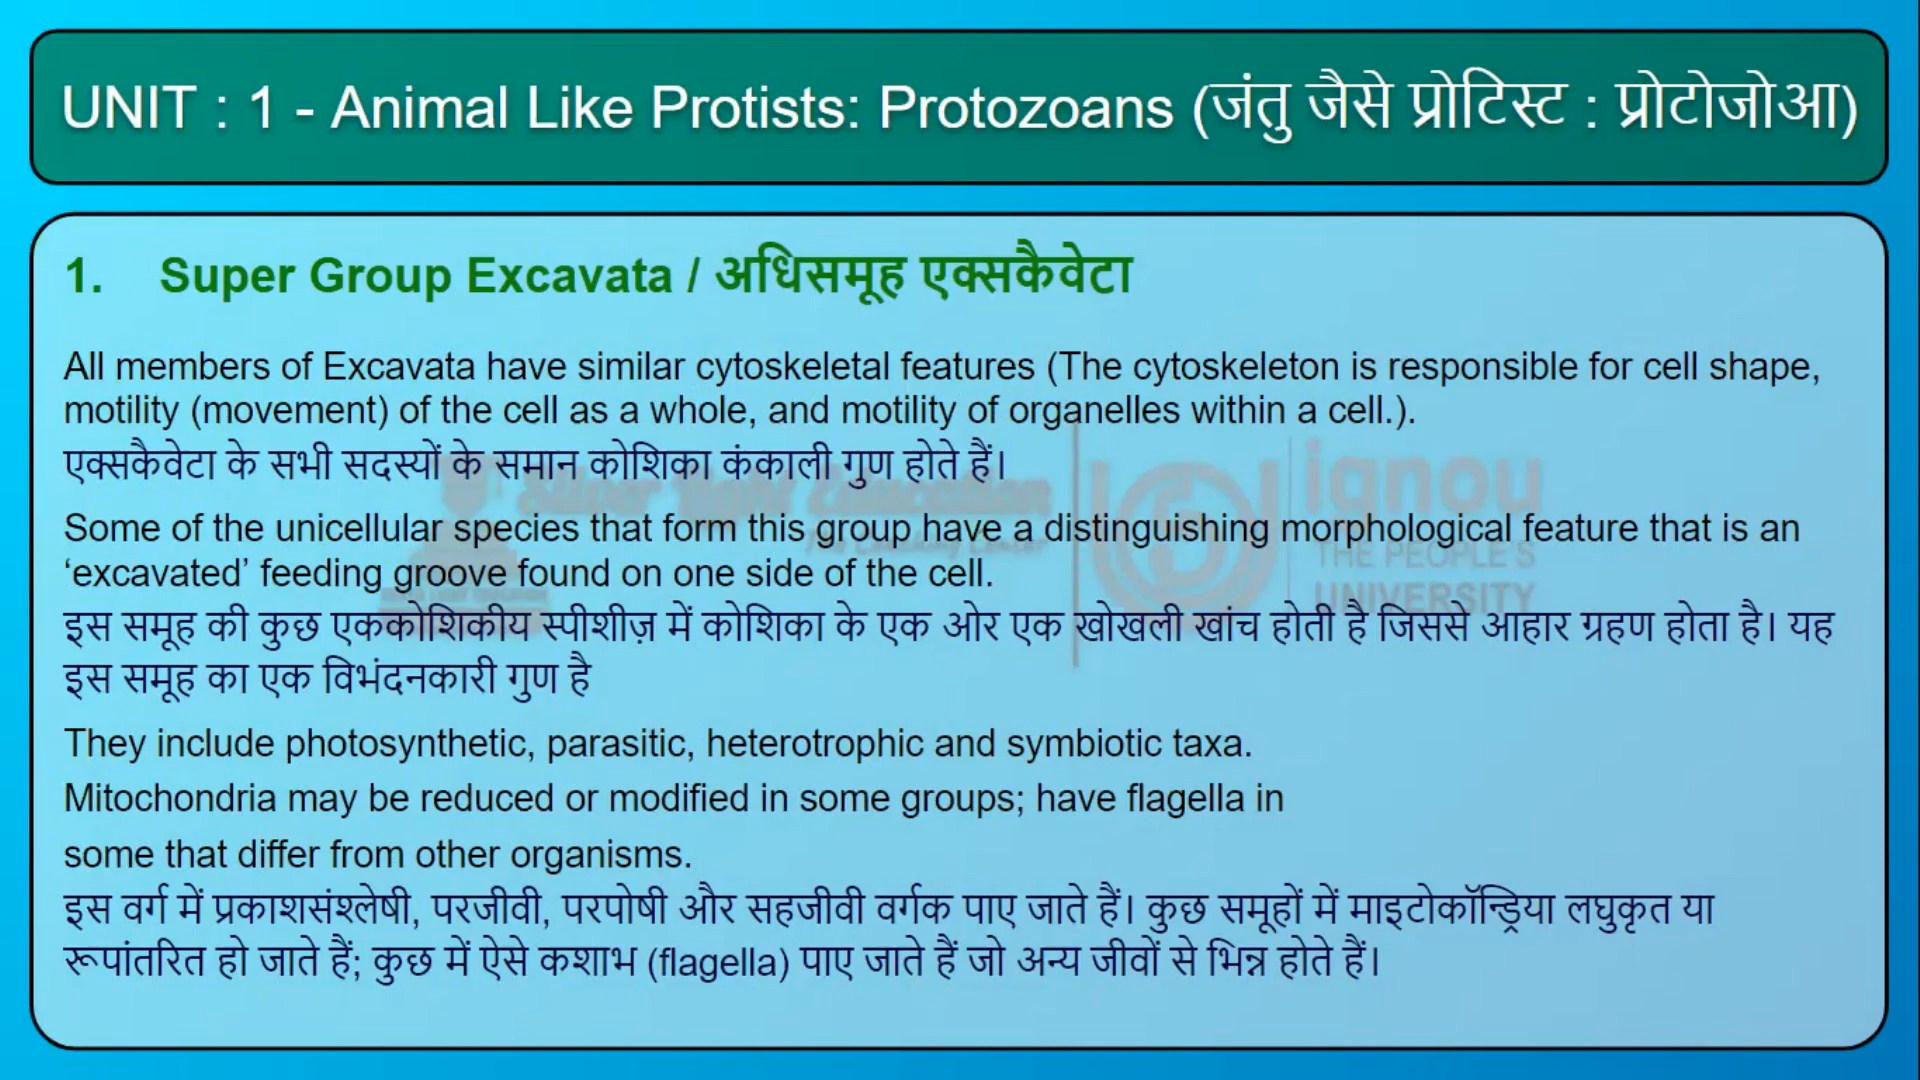 UNIT : 1 - Animal Like Protists: Protozoans (जंतु जैसे प्रोटिस्ट : प्रोटोजोआ)
1. Super Group Excavata / अधिसमूह एक्सकैवेटा
All members of Excavata have similar cytoskeletal features (The cytoskeleton is responsible for cell shape,
motility (movement) of the cell as a whole, and motility of organelles within a cell.).
एक्सकैवेटा के सभी सदस्यों के समान कोशिका कंकाली गुण होते हैं।
Some of the unicellular species that form this group have a distinguishing morphological feature that is an
‘excavated’ feeding groove found on one side of the cell.
इस समूह की कुछ एककोशिकीय स्पीशीज़ में कोशिका के एक ओर एक खोखली खांच होती है जिससे आहार ग्रहण होता है। यह
इस समूह का एक विभंदनकारी गुण है
They include photosynthetic, parasitic, heterotrophic and symbiotic taxa.
Mitochondria may be reduced or modified in some groups; have flagella in
some that differ from other organisms.
इस वर्ग में प्रकाशसंश्लेषी, परजीवी, परपोषी और सहजीवी वर्गक पाए जाते हैं। कुछ समूहों में माइटोकॉन्ड्रिया लघुकृत या
रूपांतरित हो जाते हैं; कुछ में ऐसे कशाभ (flagella) पाए जाते हैं जो अन्य जीवों से भिन्न होते हैं।
ignou
THE PEOPLE'S
UNIVERSITY